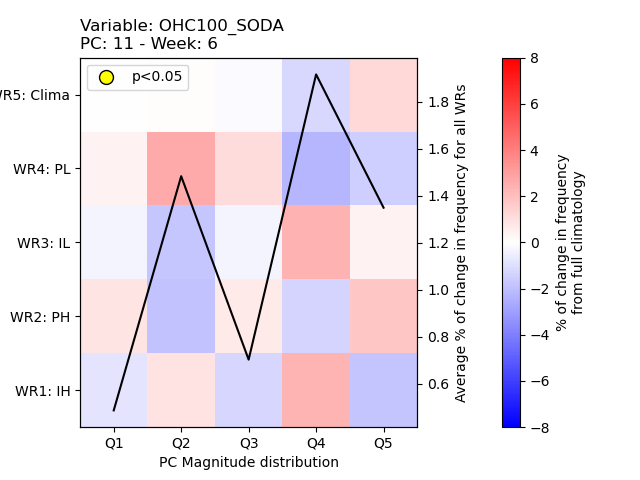 Variable: OHC100_SODA
PC: 11 - Week: 6
p<0.05
WR5: Clima
WR4: PL
WR3: IL
WR2: PH
WR1: IH
Q1 Q2 Q3 Q4 Q5
PC Magnitude distribution
1.8
1.6
1.4
1.2
1.0
0.8
0.6
Average % of change in frequency for all WRs
8
6
4
2
0
−2
−4
−6
−8
% of change in frequency
from full climatology